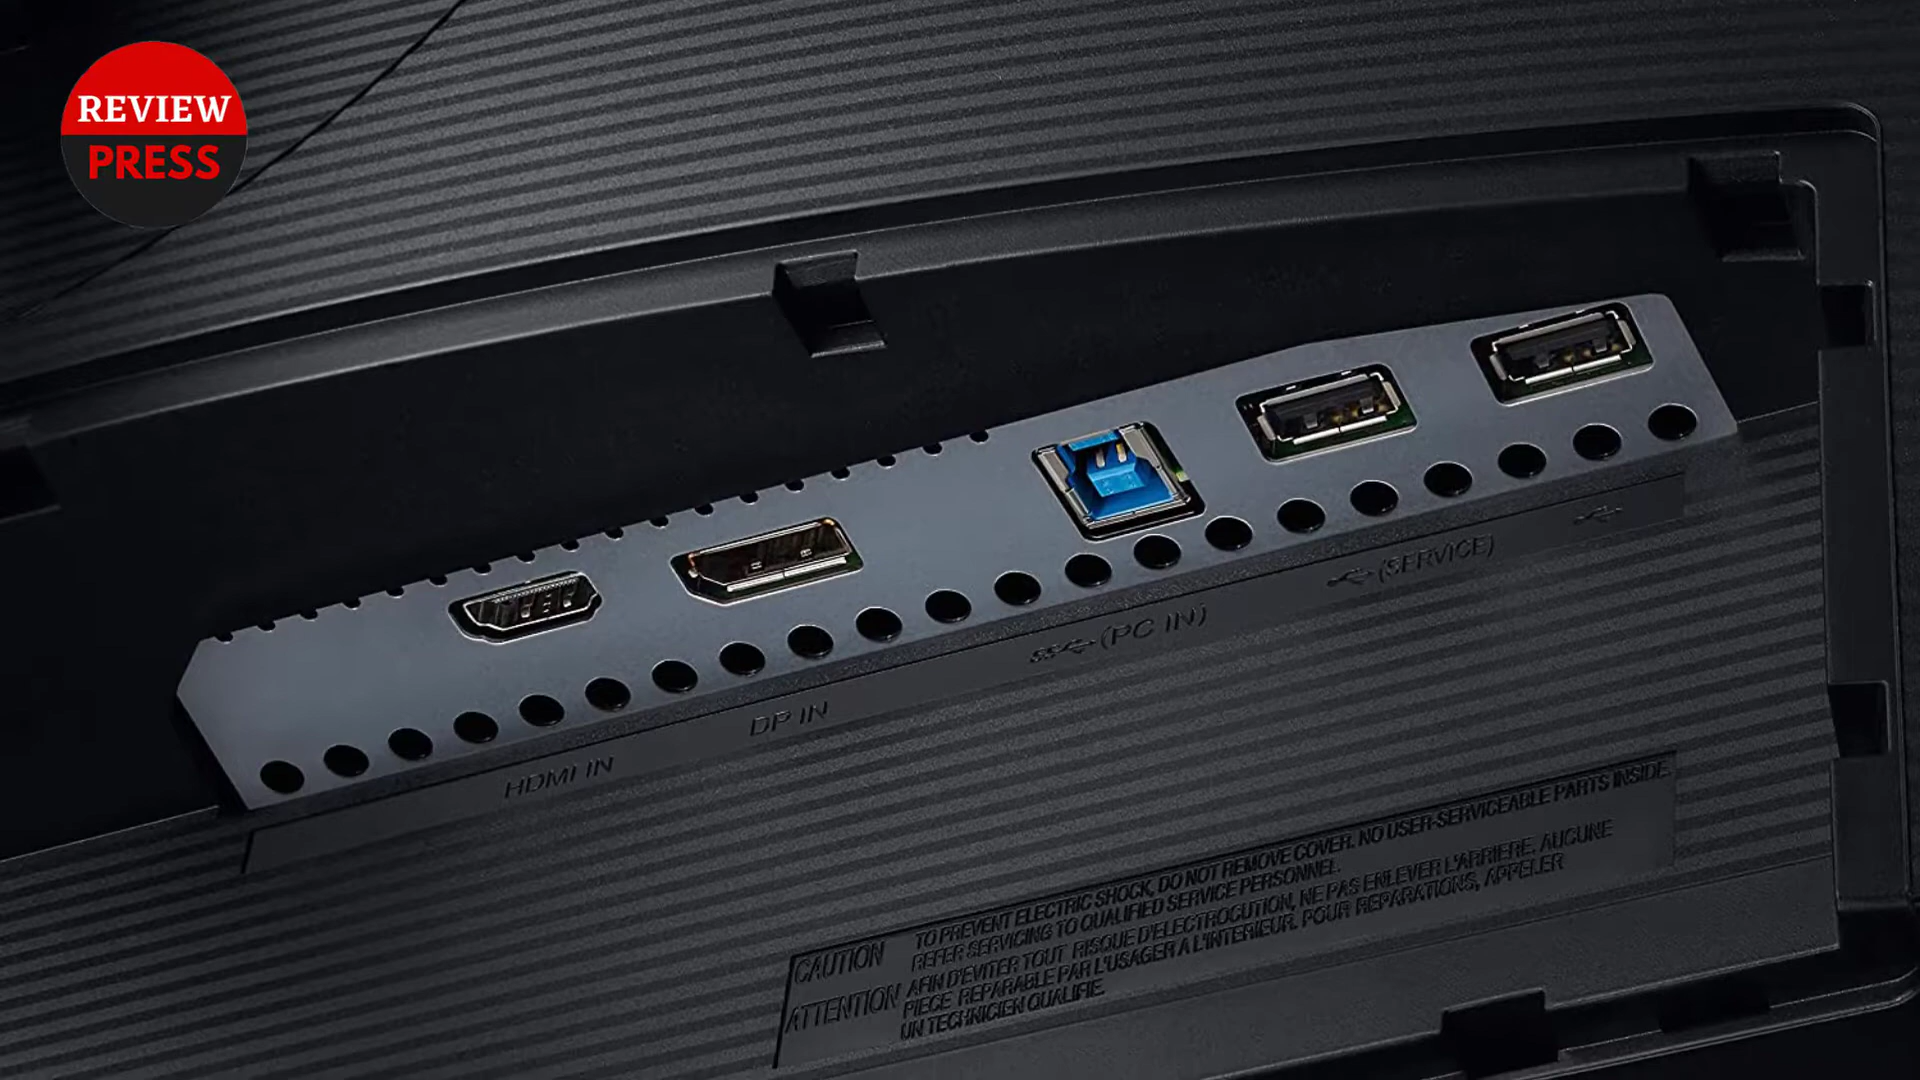 REVIEW
PRESS
HDMI IN
DP IN
(PC IN)
(SERVICE)
CAUTION
TO PREVENT ELECTRIC SHOCK, DO NOT REMOVE COVER. NO USER-SERVICEABLE PARTS INSIDE.
REFER SERVICING TO QUALIFIED SERVICE PERSONNEL.
ATTENTION
AFIN D'EVITER TOUT RISQUE D'ELECTROCUTION, NE PAS ENLEVER L'ARRIERE. AUCUNE
PIECE REPARABLE PAR L'USAGER A L'INTERIEUR. POUR REPARATIONS, APPELER
UN TECHNICIEN QUALIFIE.